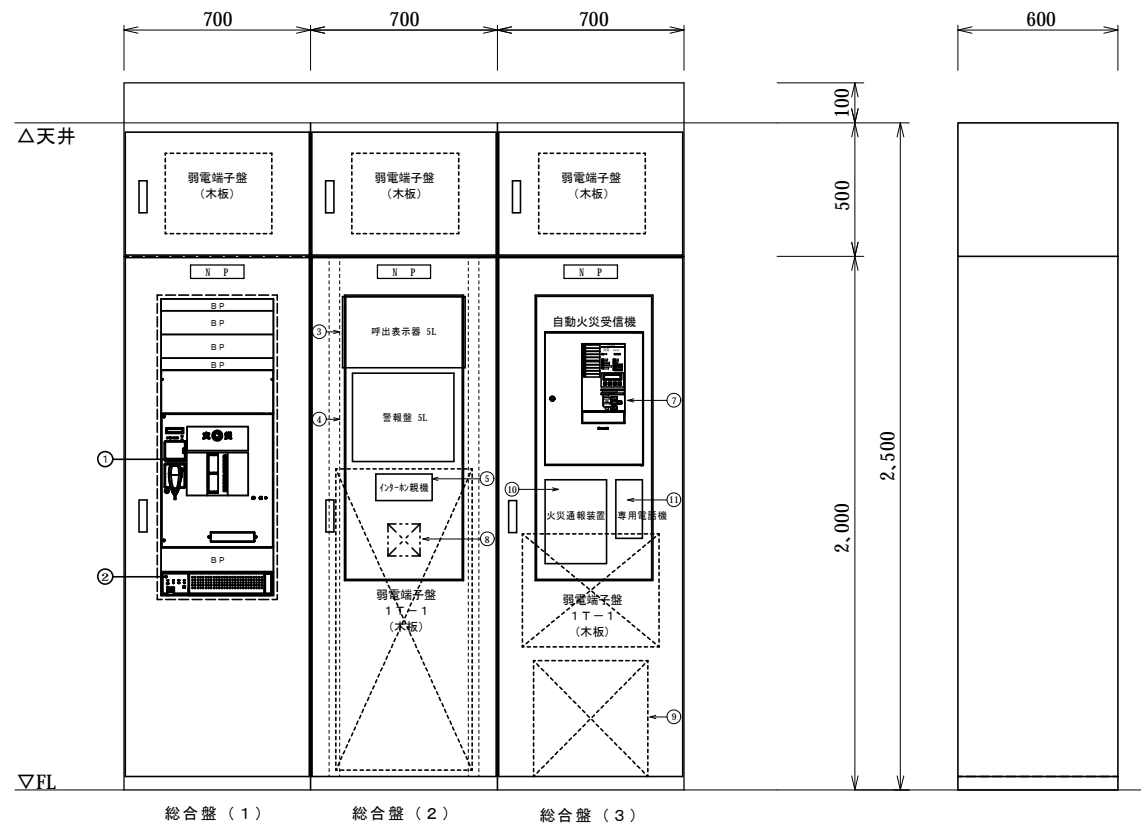 700
700
700
600
100
△天井
弱電端子盤
（木板）
弱電端子盤
（木板）
弱電端子盤
（木板）
500
N P
N P
N P
BP
BP
BP
BP
③
呼出表示器 5L
自動火災受信機
⑦
④
警報盤 5L
①
2,500
⑤
インターホン親機
⑩
⑪
火災通報装置
専用電話機
2,000
⑧
BP
②
弱電端子盤
1T－1
（木板）
弱電端子盤
1T－1
（木板）
⑨
▽FL
総合盤（1）
総合盤（2）
総合盤（3）